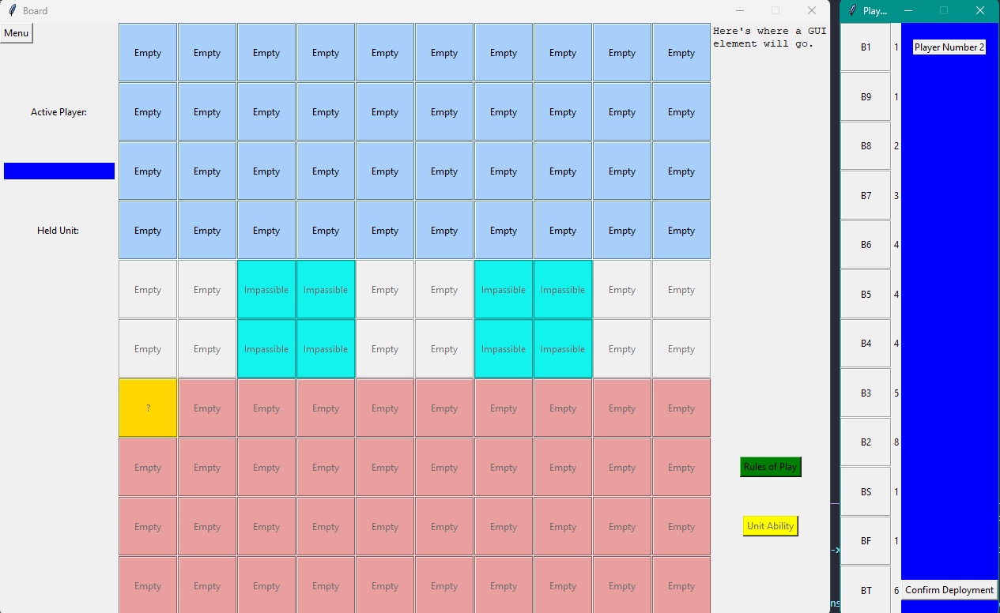 Board
Play...
Menu
Empty Empty Empty Empty Empty Empty Empty Empty Empty Empty
Here's where a GUI
element will go.
Active Player:
Empty Empty Empty Empty Empty Empty Empty Empty Empty Empty
Empty Empty Empty Empty Empty Empty Empty Empty Empty Empty
Held Unit:
Empty Empty Empty Empty Empty Empty Empty Empty Empty Empty
Empty Empty Impassible Impassible Empty Empty Impassible Impassible Empty Empty
Empty Empty Impassible Impassible Empty Empty Impassible Impassible Empty Empty
? Empty Empty Empty Empty Empty Empty Empty Empty Empty
Empty Empty Empty Empty Empty Empty Empty Empty Empty Empty
Rules of Play
Empty Empty Empty Empty Empty Empty Empty Empty Empty Empty
Unit Ability
Empty Empty Empty Empty Empty Empty Empty Empty Empty Empty
B1 1
Player Number 2
B9 1
B8 2
B7 3
B6 4
B5 4
B4 4
B3 5
B2 8
BS 1
BF 1
BT 6
Confirm Deployment
-x
ns